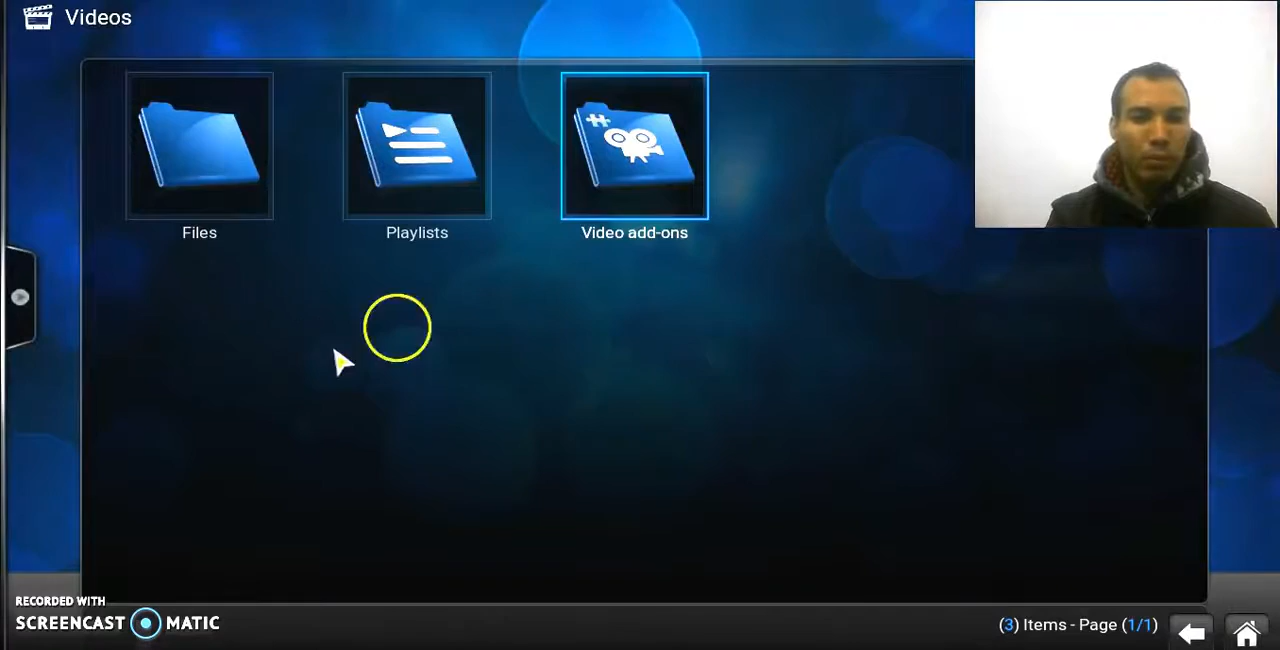 Videos
Files
Playlists
Video add-ons
RECORDED WITH
SCREENCAST MATIC
(3) Items - Page (1/1)